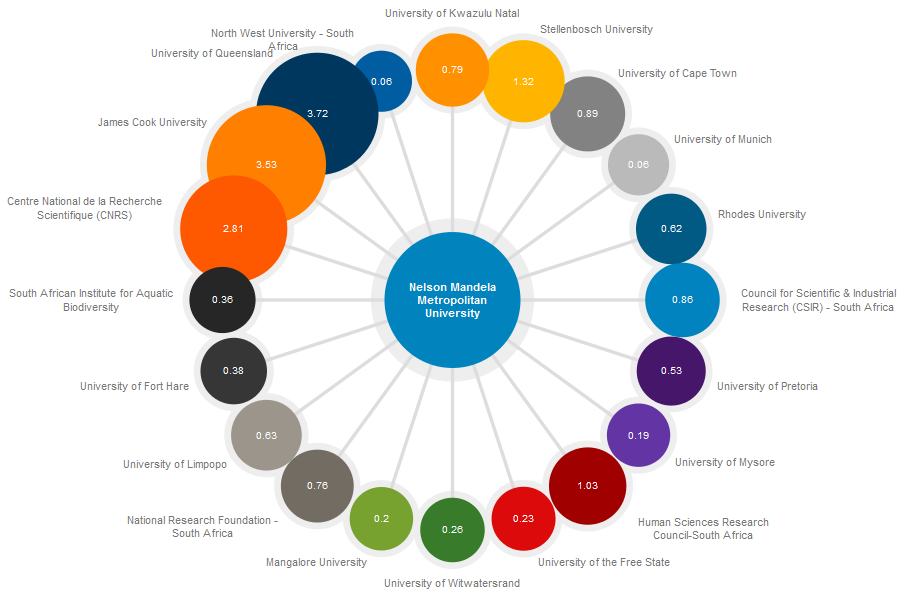 University of Kwazulu Natal
0.79
Stellenbosch University
1.32
University of Cape Town
0.89
University of Munich
0.06
Rhodes University
0.62
Council for Scientific & Industrial
Research (CSIR) - South Africa
0.86
University of Pretoria
0.53
University of Mysore
0.19
Human Sciences Research
Council-South Africa
1.03
University of the Free State
0.23
University of Witwatersrand
0.26
Mangalore University
0.2
National Research Foundation -
South Africa
0.76
University of Limpopo
0.63
University of Fort Hare
0.38
South African Institute for Aquatic
Biodiversity
0.36
Centre National de la Recherche
Scientifique (CNRS)
2.81
James Cook University
3.53
University of Queensland
3.72
North West University - South
Africa
0.06
Nelson Mandela
Metropolitan
University